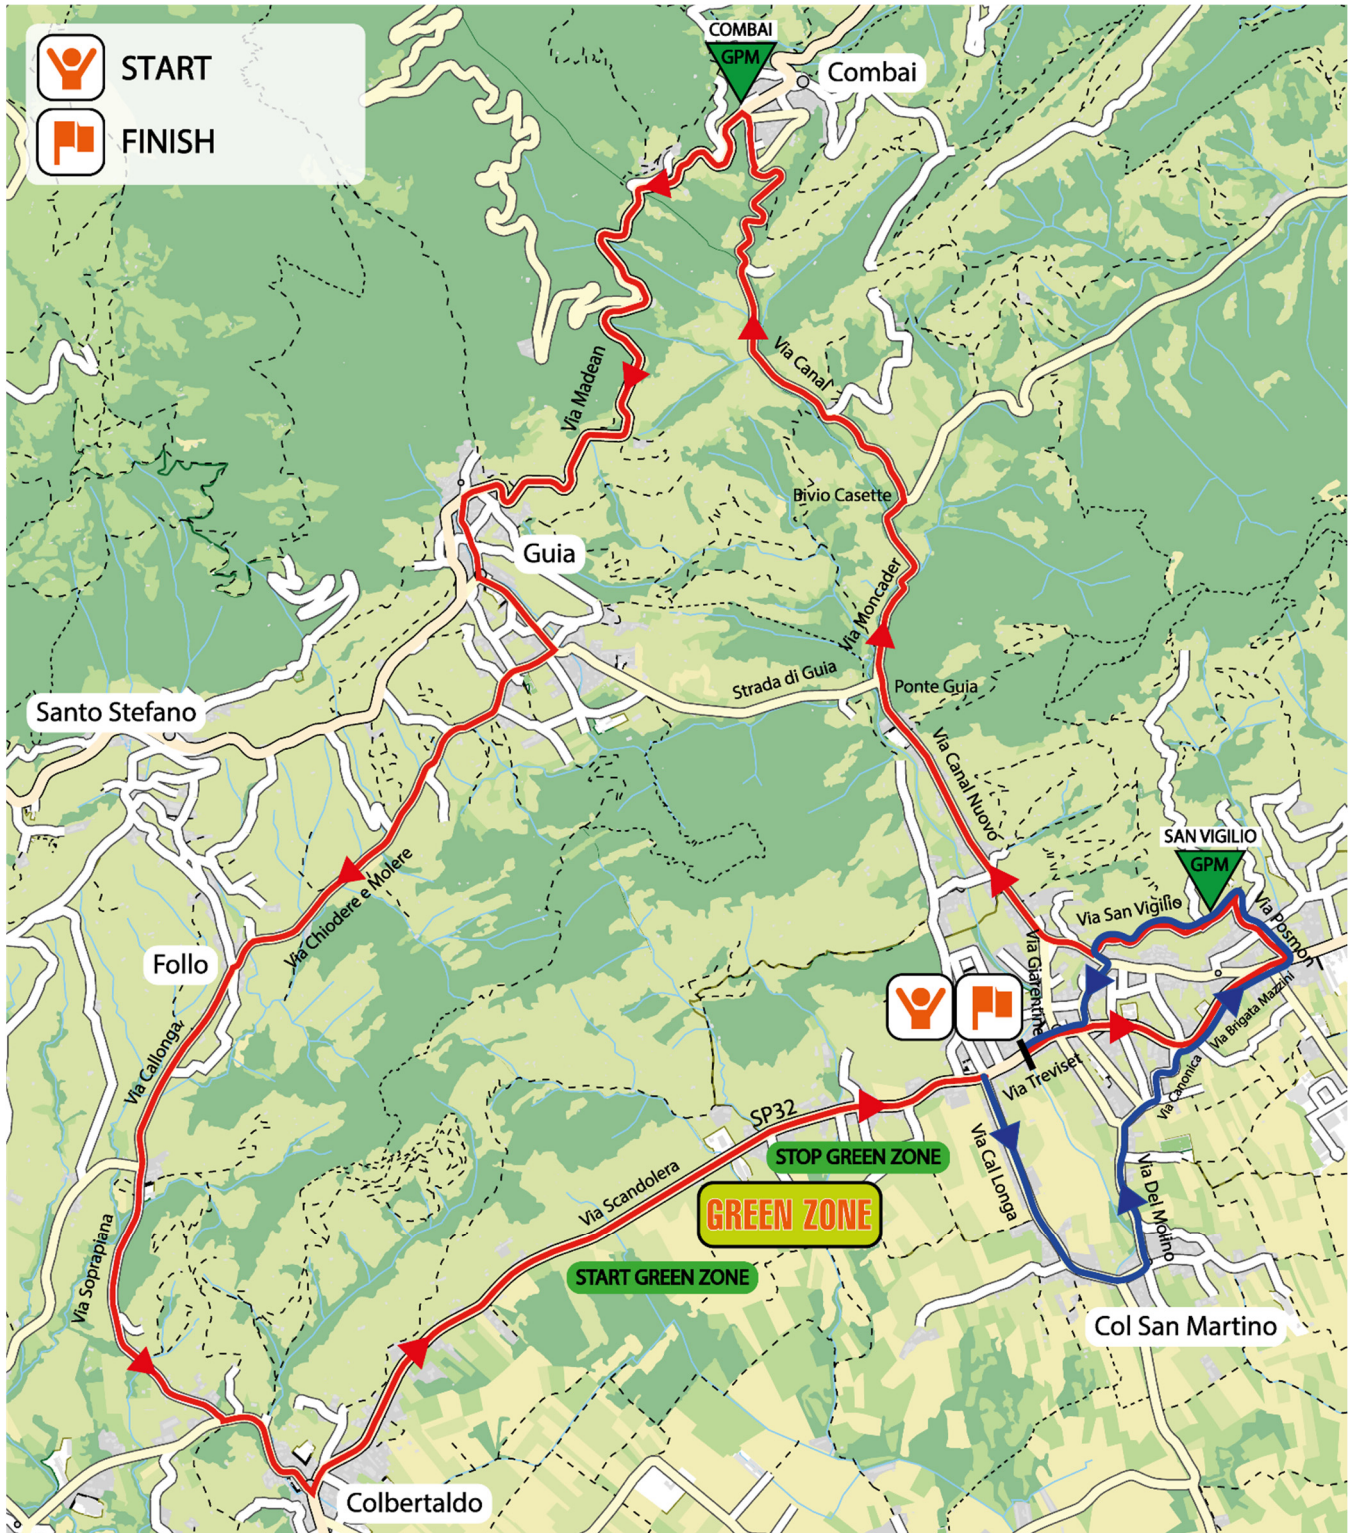 START
FINISH
COMBAI
GPM
Combai
Via Madean
Via Canal
Bivio Casette
Guia
Via Moncader
Strada di Guia
Ponte Guia
Santo Stefano
Via Canal Nuovo
SAN VIGILIO
GPM
Via Chiodere e Molere
Via San Vigilio
Via Posmon
Follo
Via Giarentine
Via Brigata Mazzini
Via Callonga
Via Treviset
Via Canonica
SP32
STOP GREEN ZONE
Via Cal Longa
Via Del Molino
Via Scandolera
GREEN ZONE
Via Soprapiana
START GREEN ZONE
Col San Martino
Colbertaldo